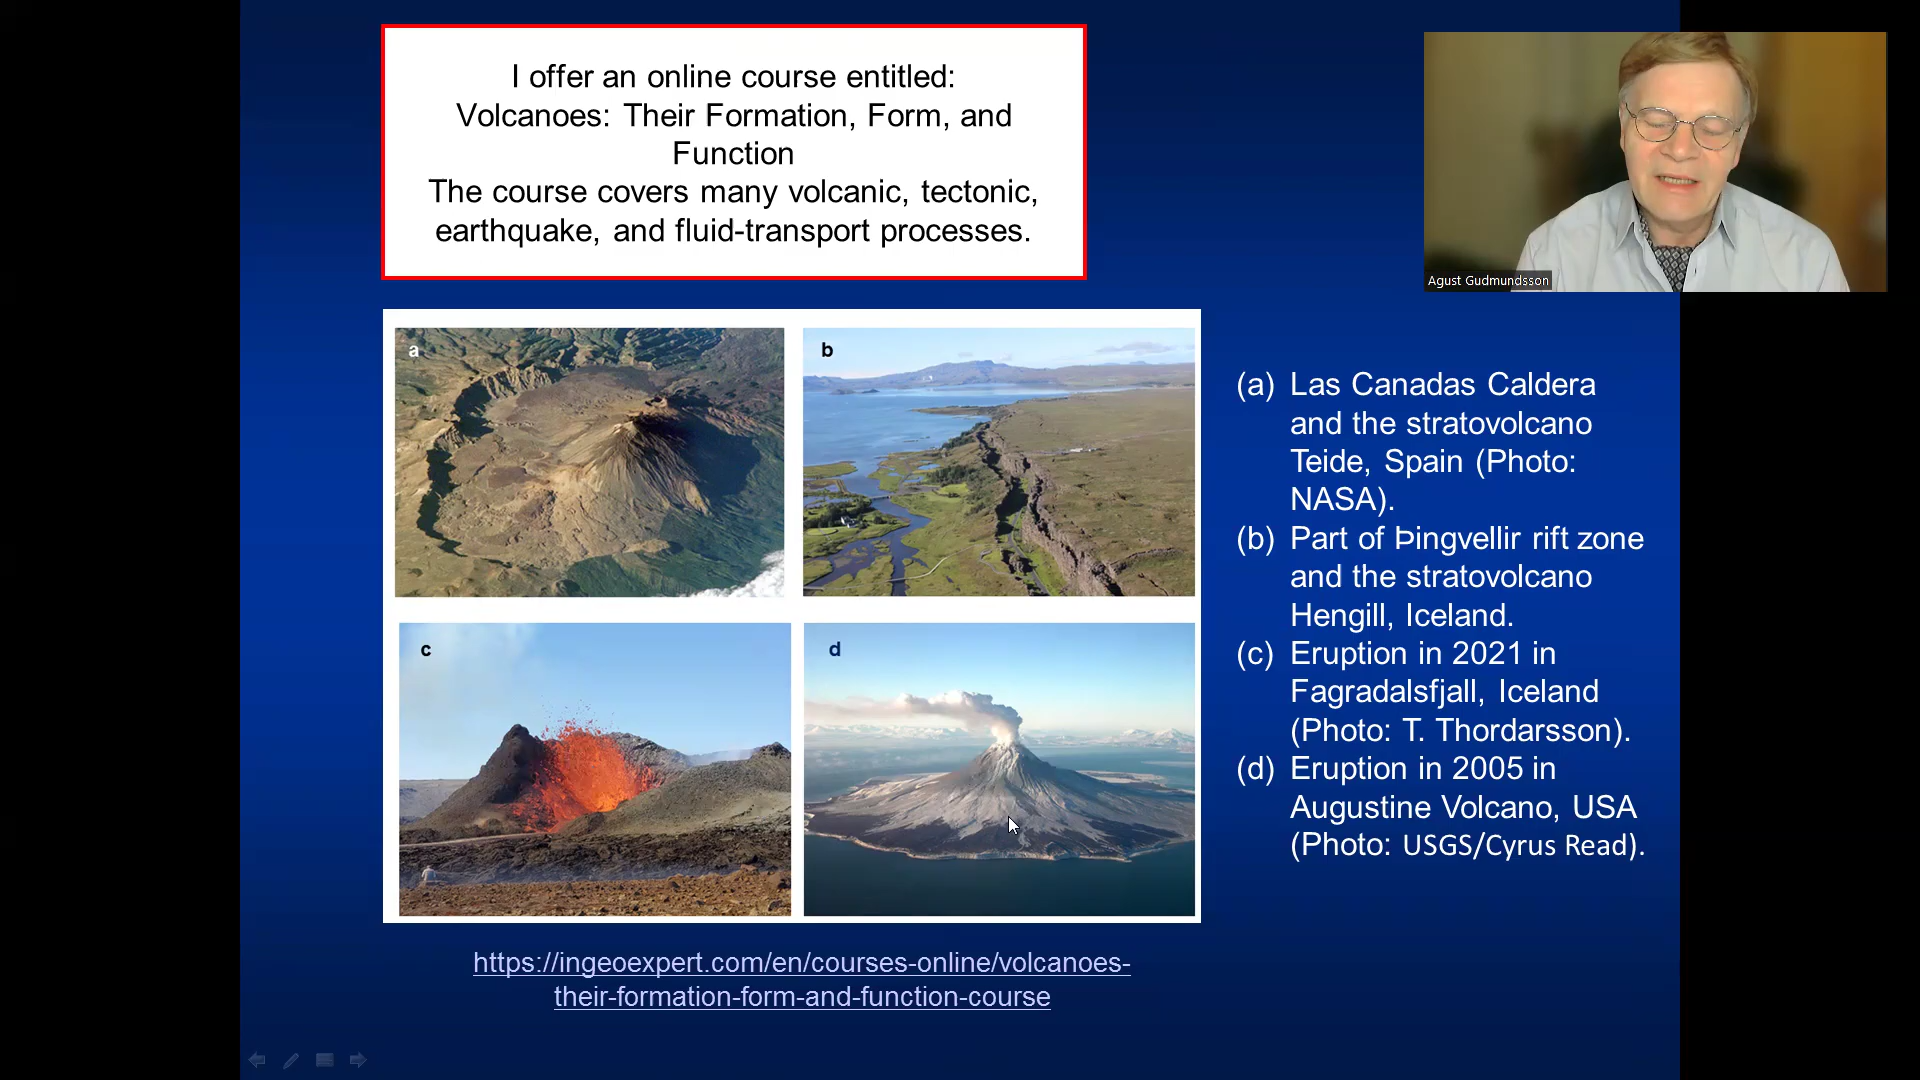 I offer an online course entitled:
Volcanoes: Their Formation, Form, and
Function
The course covers many volcanic, tectonic,
earthquake, and fluid-transport processes.
Agust Gudmundsson
a
b
c
d
(a) Las Canadas Caldera
and the stratovolcano
Teide, Spain (Photo:
NASA).
(b) Part of Þingvellir rift zone
and the stratovolcano
Hengill, Iceland.
(c) Eruption in 2021 in
Fagradalsfjall, Iceland
(Photo: T. Thordarsson).
(d) Eruption in 2005 in
Augustine Volcano, USA
(Photo: USGS/Cyrus Read).
https://ingeoexpert.com/en/courses-online/volcanoes-
their-formation-form-and-function-course